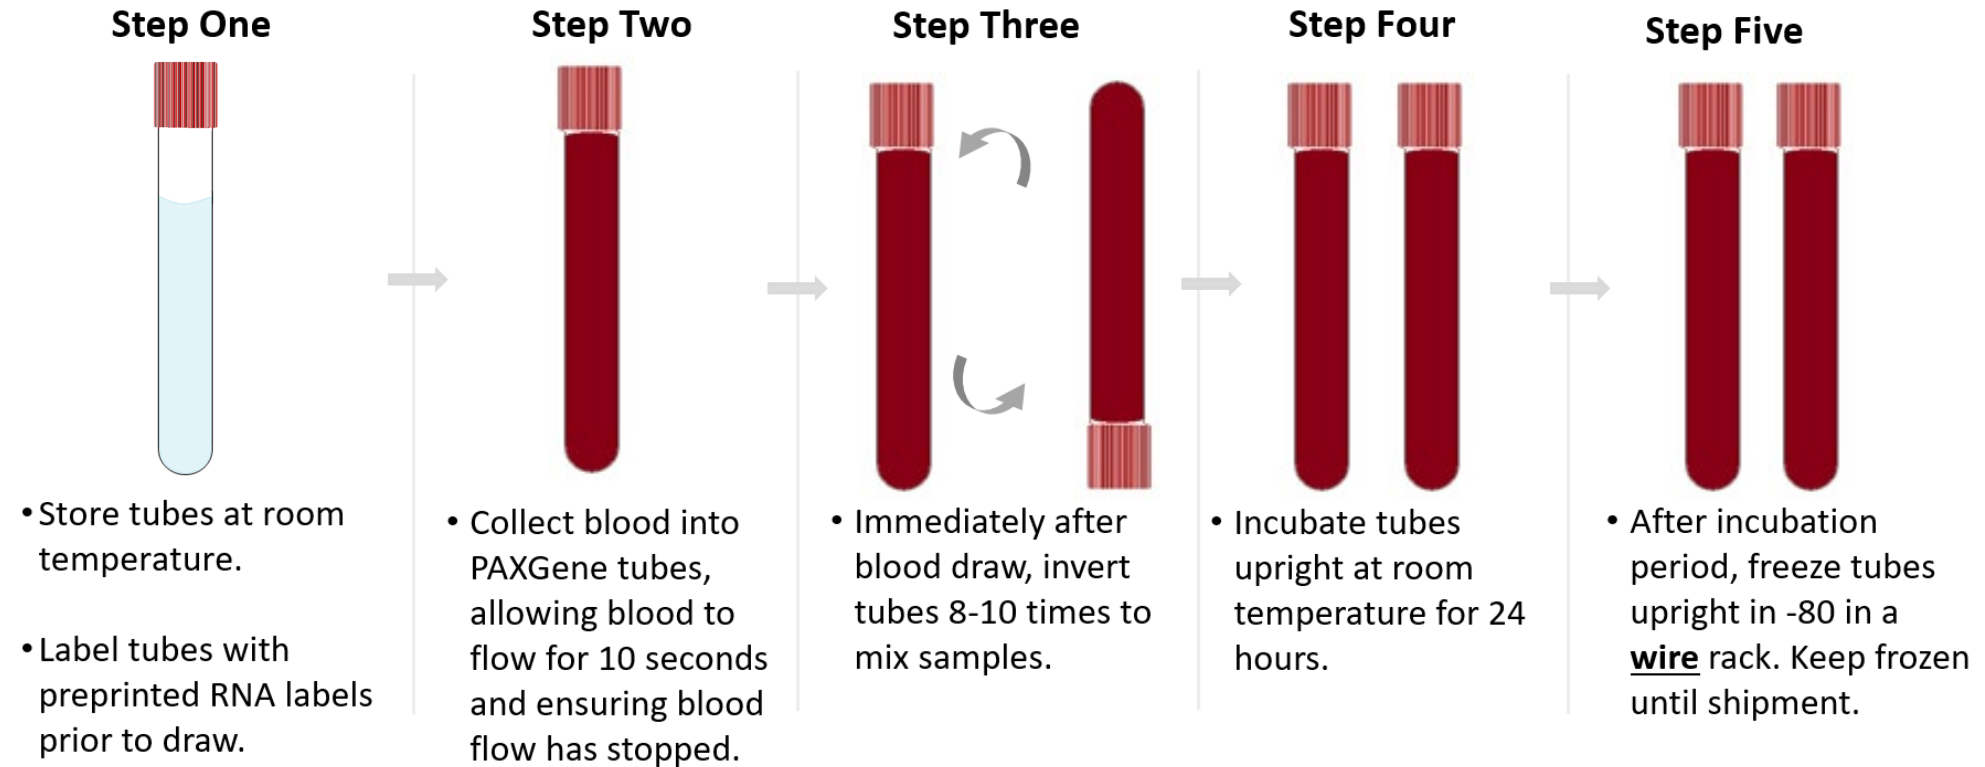 Step One
• Store tubes at room
temperature.
• Label tubes with
preprinted RNA labels
prior to draw.
Step Two
• Collect blood into
PAXGene tubes,
allowing blood to
flow for 10 seconds
and ensuring blood
flow has stopped.
Step Three
• Immediately after
blood draw, invert
tubes 8-10 times to
mix samples.
Step Four
• Incubate tubes
upright at room
temperature for 24
hours.
Step Five
• After incubation
period, freeze tubes
upright in -80 in a
wire rack. Keep frozen
until shipment.